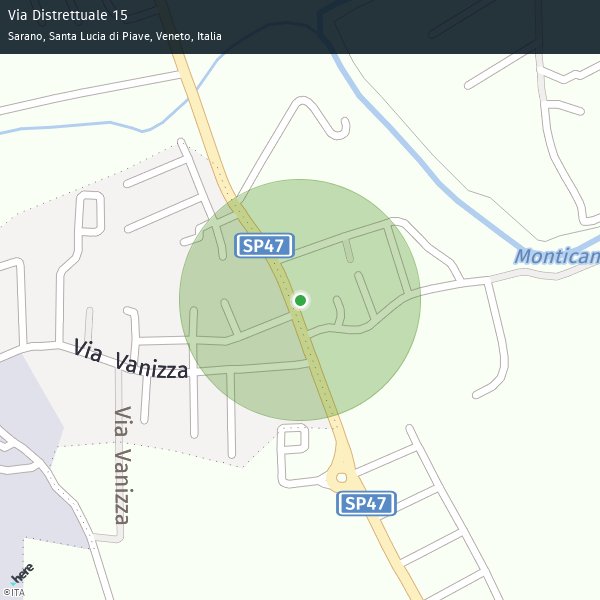 Via Distrettuale 15
Sarano, Santa Lucia di Piave, Veneto, Italia
SP47
Montican
Via Vanizza
Via Vanizza
SP47
here
©ITA